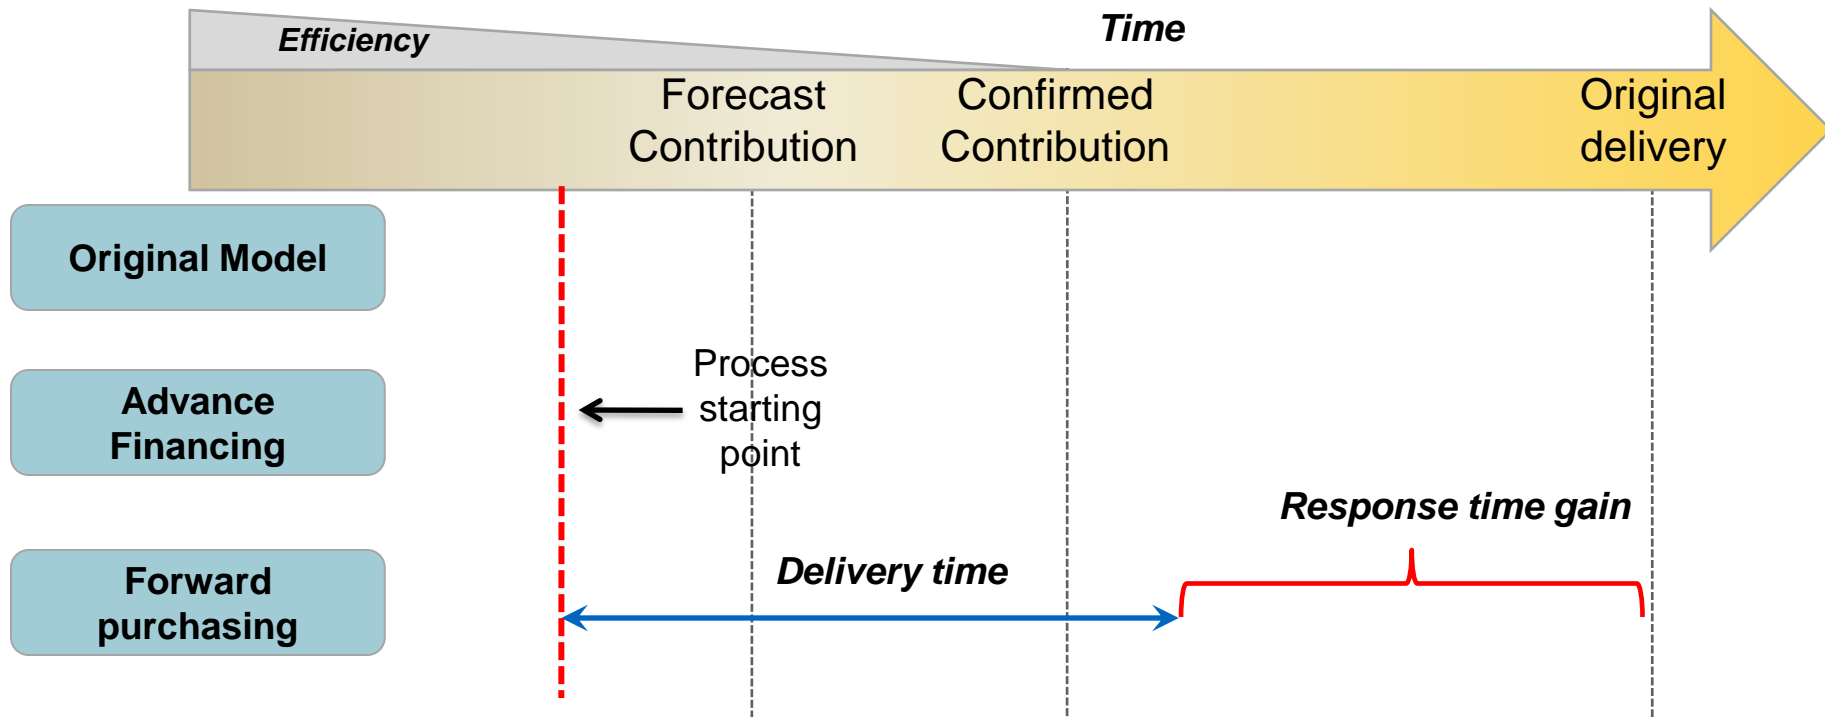 Efficiency
Time
Forecast
Contribution
Confirmed
Contribution
Original
delivery
Original Model
Advance
Financing
Process
starting
point
Response time gain
Forward
purchasing
Delivery time